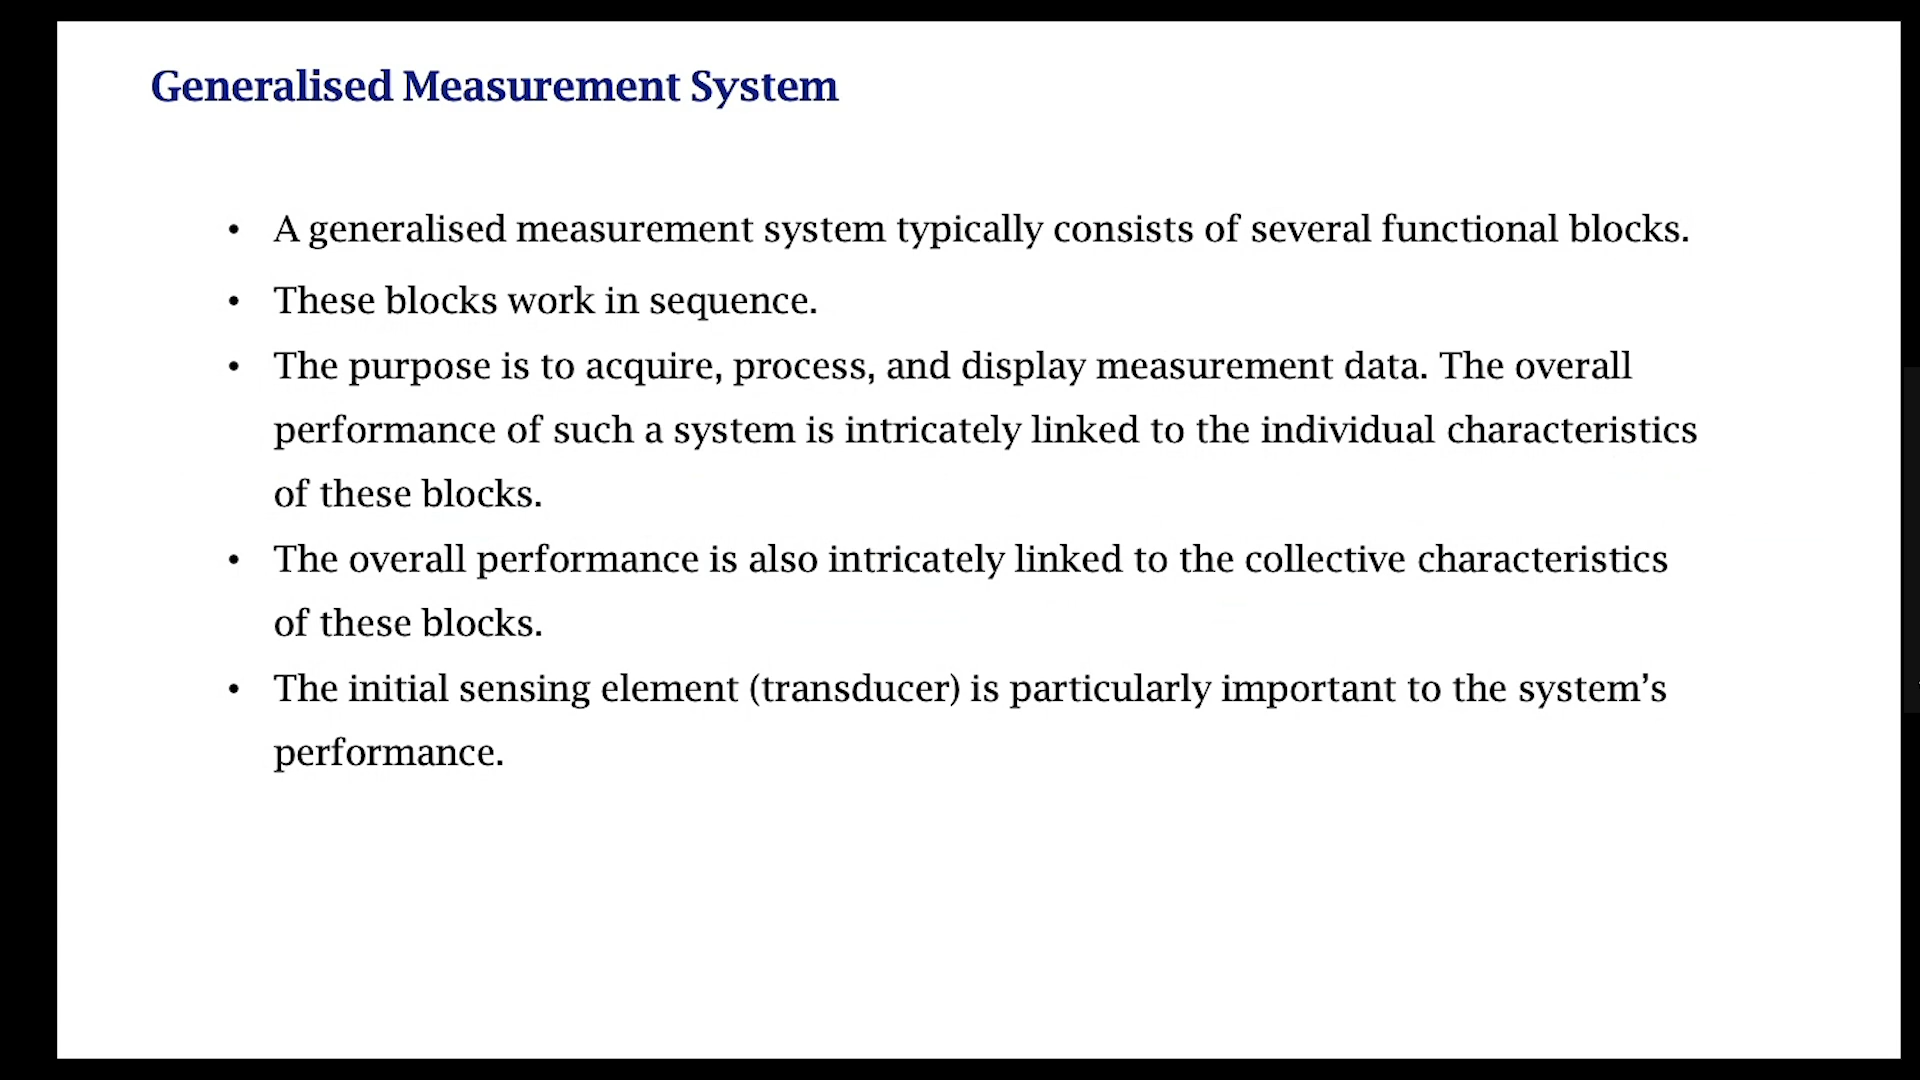 Generalised Measurement System
• A generalised measurement system typically consists of several functional blocks.
• These blocks work in sequence.
• The purpose is to acquire, process, and display measurement data. The overall
performance of such a system is intricately linked to the individual characteristics
of these blocks.
• The overall performance is also intricately linked to the collective characteristics
of these blocks.
• The initial sensing element (transducer) is particularly important to the system’s
performance.